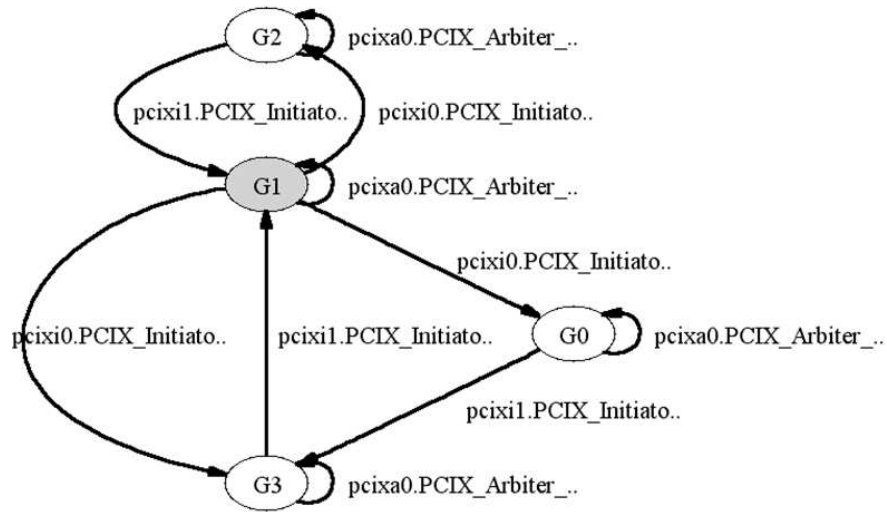 G2
pcixa0.PCIX_Arbiter_..
pcixi1.PCIX_Initiato..
pcixi0.PCIX_Initiato..
G1
pcixa0.PCIX_Arbiter_..
pcixi0.PCIX_Initiato..
pcixi0.PCIX_Initiato..
pcixi1.PCIX_Initiato..
G0
pcixa0.PCIX_Arbiter_..
pcixi1.PCIX_Initiato..
G3
pcixa0.PCIX_Arbiter_..